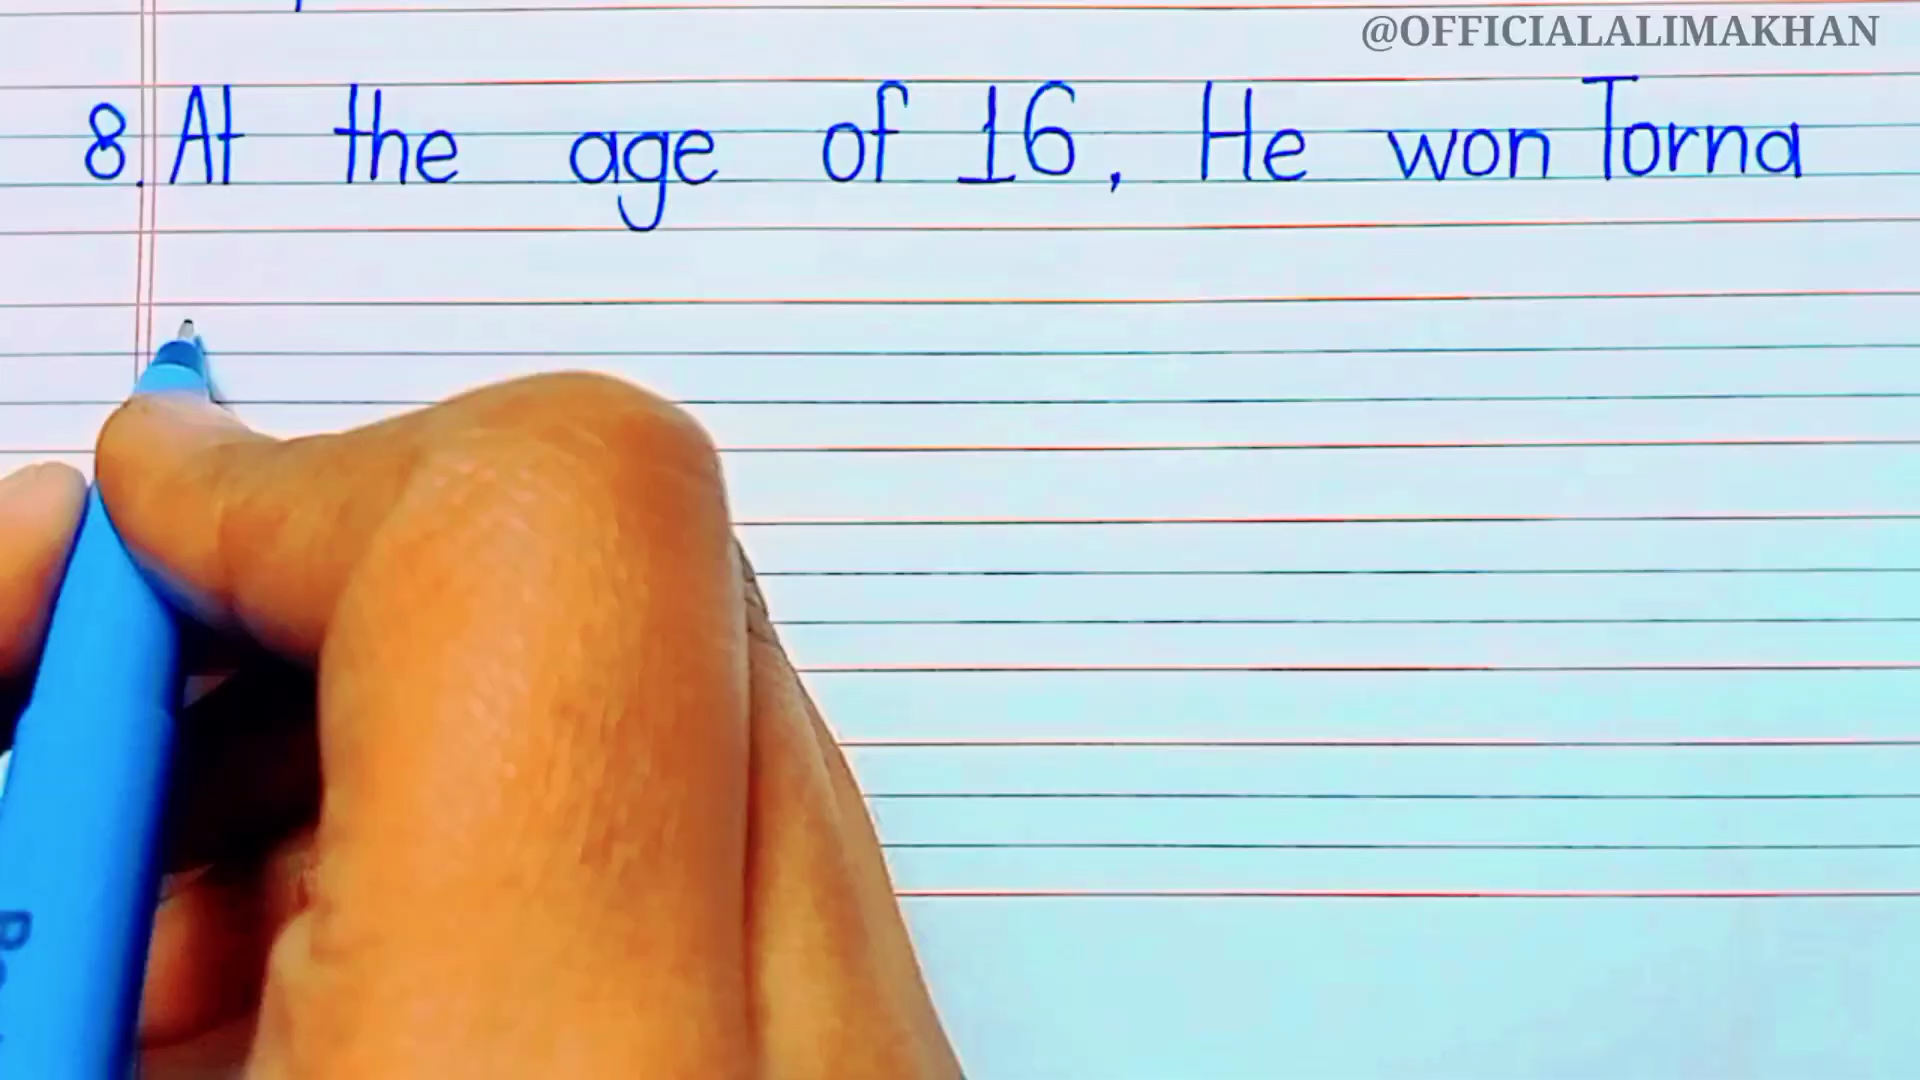 @OFFICIALALIMAKHAN
8. At the age of 16, He won Torna